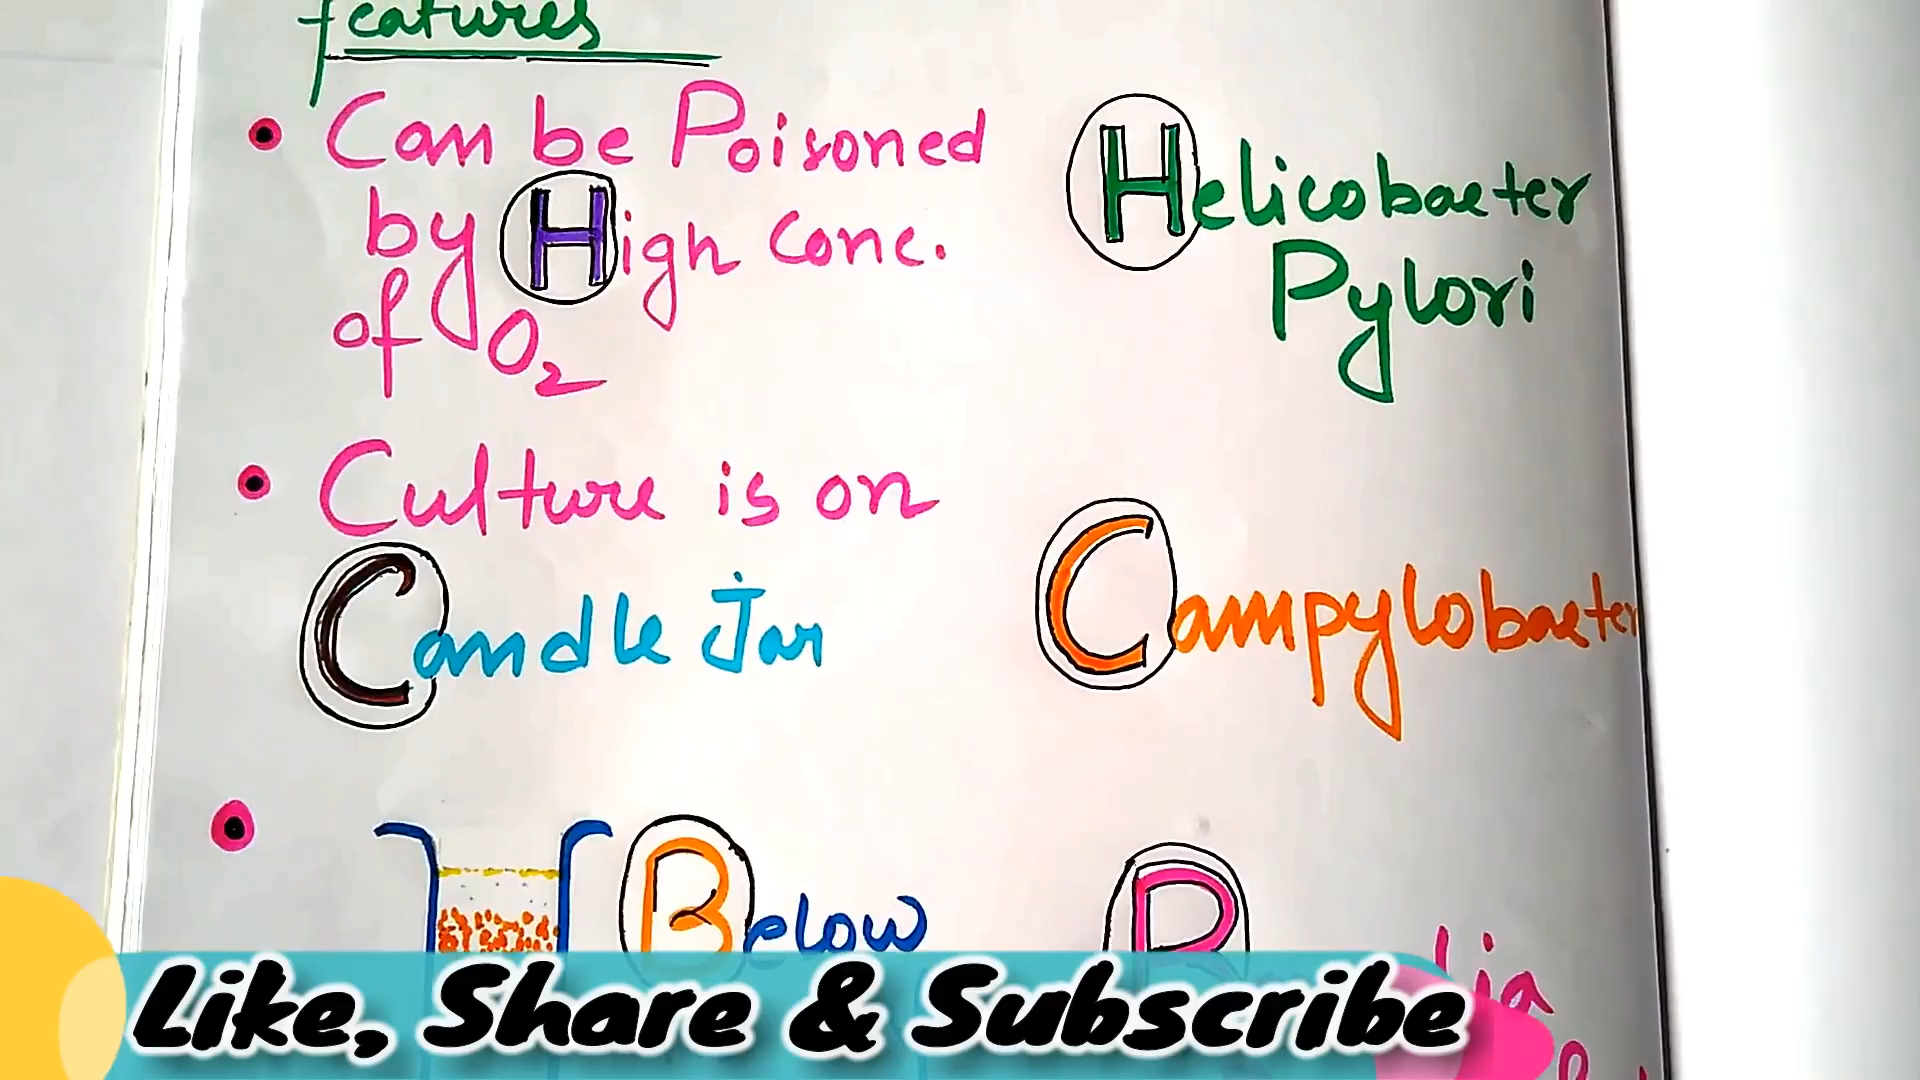 features
• Can be Poisoned
by High Conc.
of O₂
Helicobacter
Pylori
• Culture is on
Candle Jar
Campylobacter
• Below
Like, Share & Subscribe